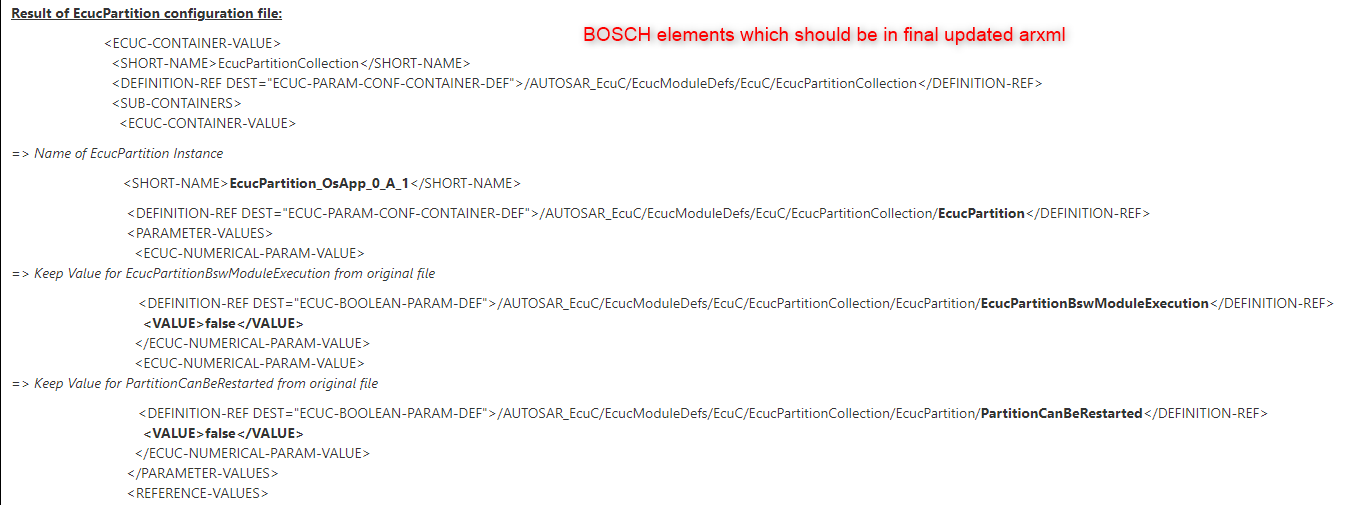 Result of EcucPartition configuration file:
BOSCH elements which should be in final updated arxml
<ECUC-CONTAINER-VALUE>
<SHORT-NAME>EcucPartitionCollection</SHORT-NAME>
<DEFINITION-REF DEST="ECUC-PARAM-CONF-CONTAINER-DEF">/AUTOSAR_EcuC/EcucModuleDefs/EcuC/EcucPartitionCollection</DEFINITION-REF>
<SUB-CONTAINERS>
<ECUC-CONTAINER-VALUE>
=> Name of EcucPartition Instance
<SHORT-NAME>EcucPartition_OsApp_0_A_1</SHORT-NAME>
<DEFINITION-REF DEST="ECUC-PARAM-CONF-CONTAINER-DEF">/AUTOSAR_EcuC/EcucModuleDefs/EcuC/EcucPartitionCollection/EcucPartition</DEFINITION-REF>
<PARAMETER-VALUES>
<ECUC-NUMERICAL-PARAM-VALUE>
=> Keep Value for EcucPartitionBswModuleExecution from original file
<DEFINITION-REF DEST="ECUC-BOOLEAN-PARAM-DEF">/AUTOSAR_EcuC/EcucModuleDefs/EcuC/EcucPartitionCollection/EcucPartition/EcucPartitionBswModuleExecution</DEFINITION-REF>
<VALUE>false</VALUE>
</ECUC-NUMERICAL-PARAM-VALUE>
<ECUC-NUMERICAL-PARAM-VALUE>
=> Keep Value for PartitionCanBeRestarted from original file
<DEFINITION-REF DEST="ECUC-BOOLEAN-PARAM-DEF">/AUTOSAR_EcuC/EcucModuleDefs/EcuC/EcucPartitionCollection/EcucPartition/PartitionCanBeRestarted</DEFINITION-REF>
<VALUE>false</VALUE>
</ECUC-NUMERICAL-PARAM-VALUE>
</PARAMETER-VALUES>
<REFERENCE-VALUES>